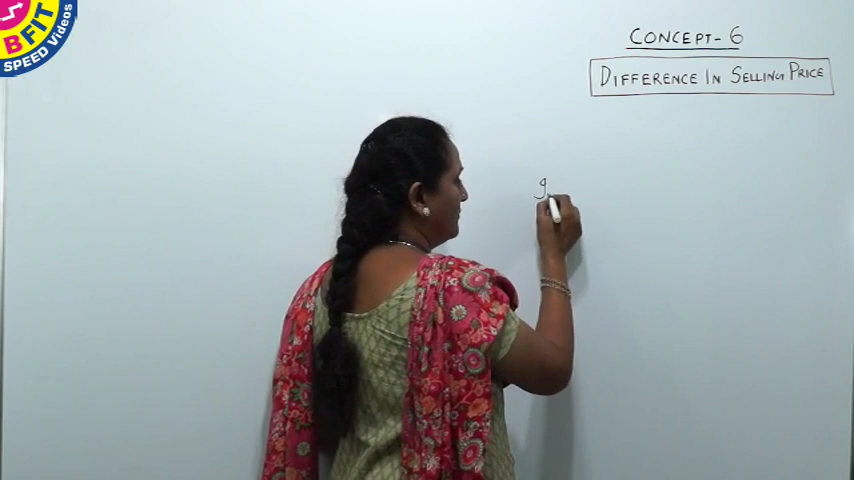 BFIT
SPEED Videos
CONCEPT-6
DIFFERENCE IN SELLING PRICE
g